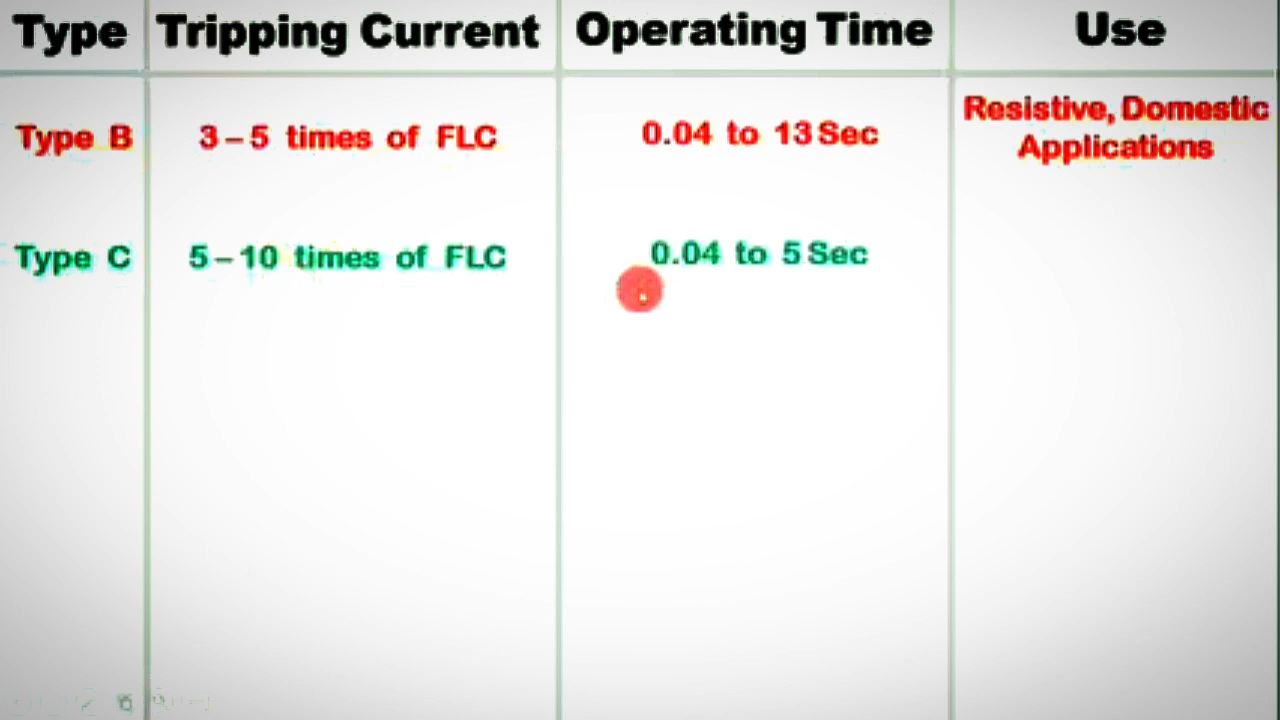 Type Tripping Current Operating Time Use
Type B 3-5 times of FLC 0.04 to 13 Sec Resistive, Domestic
Applications
Type C 5-10 times of FLC 0.04 to 5 Sec